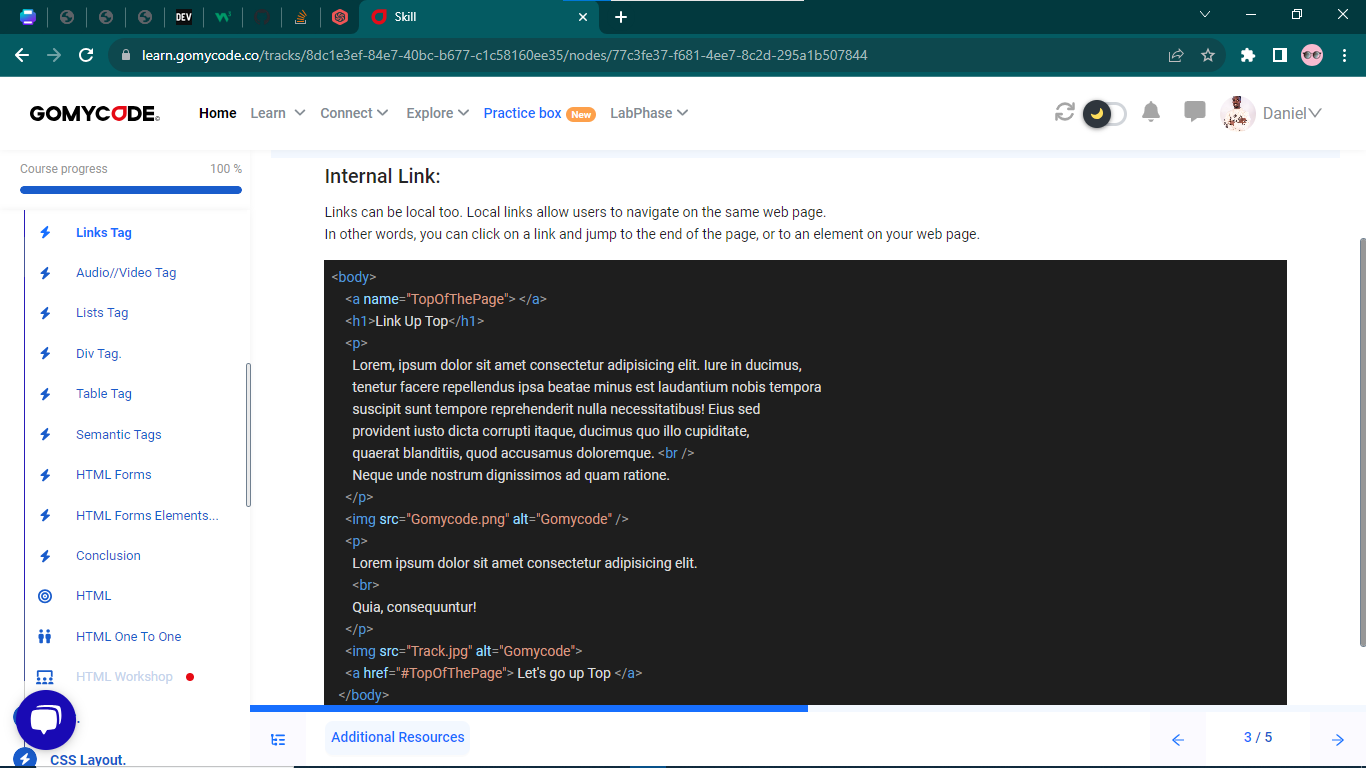 DEV
Skill
learn.gomycode.co/tracks/8dc1e3ef-84e7-40bc-b677-c1c58160ee35/nodes/77c3fe37-f681-4ee7-8c2d-295a1b507844
GOMYCODE
Home Learn Connect Explore Practice box New LabPhase Daniel
Course progress 100 %
Links Tag
Audio//Video Tag
Lists Tag
Div Tag.
Table Tag
Semantic Tags
HTML Forms
HTML Forms Elements...
Conclusion
HTML
HTML One To One
HTML Workshop
CSS Layout.
Internal Link:
Links can be local too. Local links allow users to navigate on the same web page.
In other words, you can click on a link and jump to the end of the page, or to an element on your web page.
<body>
<a name="TopOfThePage"> </a>
<h1>Link Up Top</h1>
<p>
Lorem, ipsum dolor sit amet consectetur adipisicing elit. Iure in ducimus,
tenetur facere repellendus ipsa beatae minus est laudantium nobis tempora
suscipit sunt tempore reprehenderit nulla necessitatibus! Eius sed
provident iusto dicta corrupti itaque, ducimus quo illo cupiditate,
quaerat blanditiis, quod accusamus doloremque. <br />
Neque unde nostrum dignissimos ad quam ratione.
</p>
<img src="Gomycode.png" alt="Gomycode" />
<p>
Lorem ipsum dolor sit amet consectetur adipisicing elit.
<br>
Quia, consequuntur!
</p>
<img src="Track.jpg" alt="Gomycode">
<a href="#TopOfThePage"> Let's go up Top </a>
</body>
Additional Resources
3 / 5